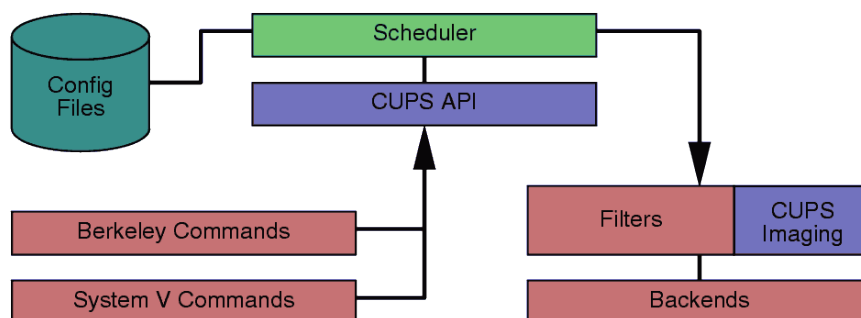 Scheduler
Config
Files
CUPS API
Berkeley Commands
System V Commands
Filters
CUPS
Imaging
Backends